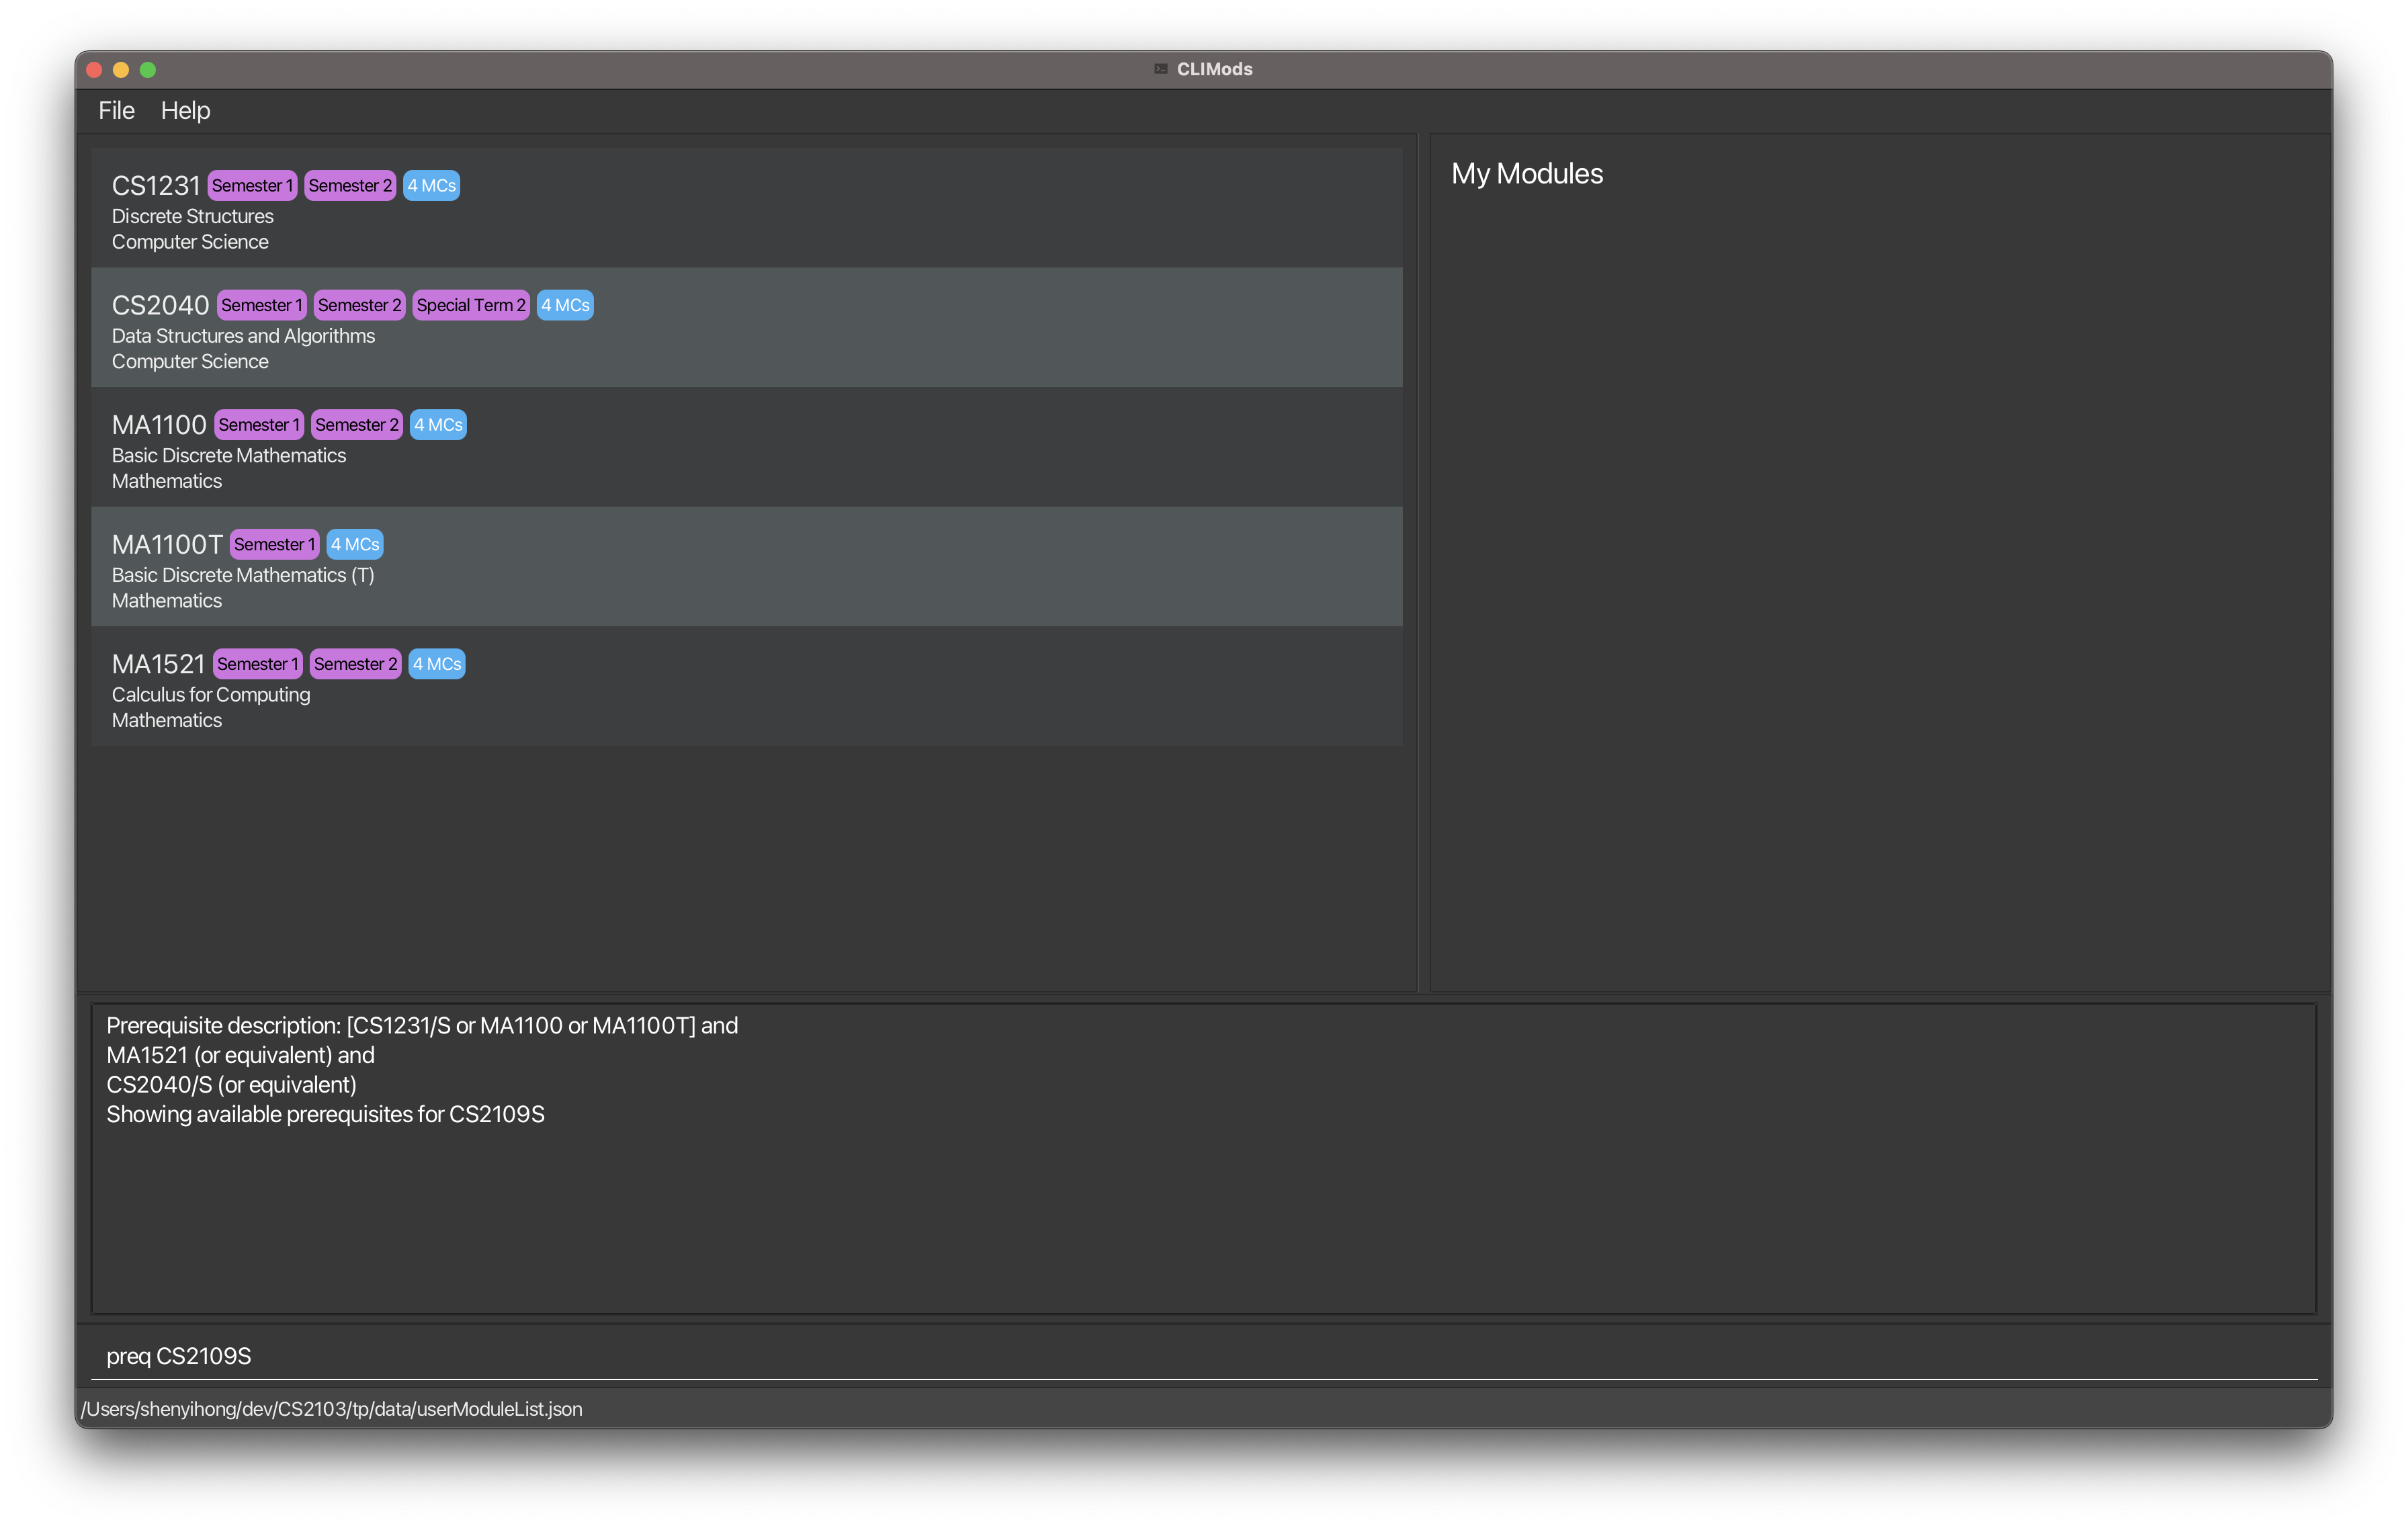 CLIMods
File Help
CS1231 Semester 1 Semester 2 4 MCs
Discrete Structures
Computer Science
CS2040 Semester 1 Semester 2 Special Term 2 4 MCs
Data Structures and Algorithms
Computer Science
MA1100 Semester 1 Semester 2 4 MCs
Basic Discrete Mathematics
Mathematics
MA1100T Semester 1 4 MCs
Basic Discrete Mathematics (T)
Mathematics
MA1521 Semester 1 Semester 2 4 MCs
Calculus for Computing
Mathematics
My Modules
Prerequisite description: [CS1231/S or MA1100 or MA1100T] and
MA1521 (or equivalent) and
CS2040/S (or equivalent)
Showing available prerequisites for CS2109S
preq CS2109S
/Users/shenyihong/dev/CS2103/tp/data/userModuleList.json